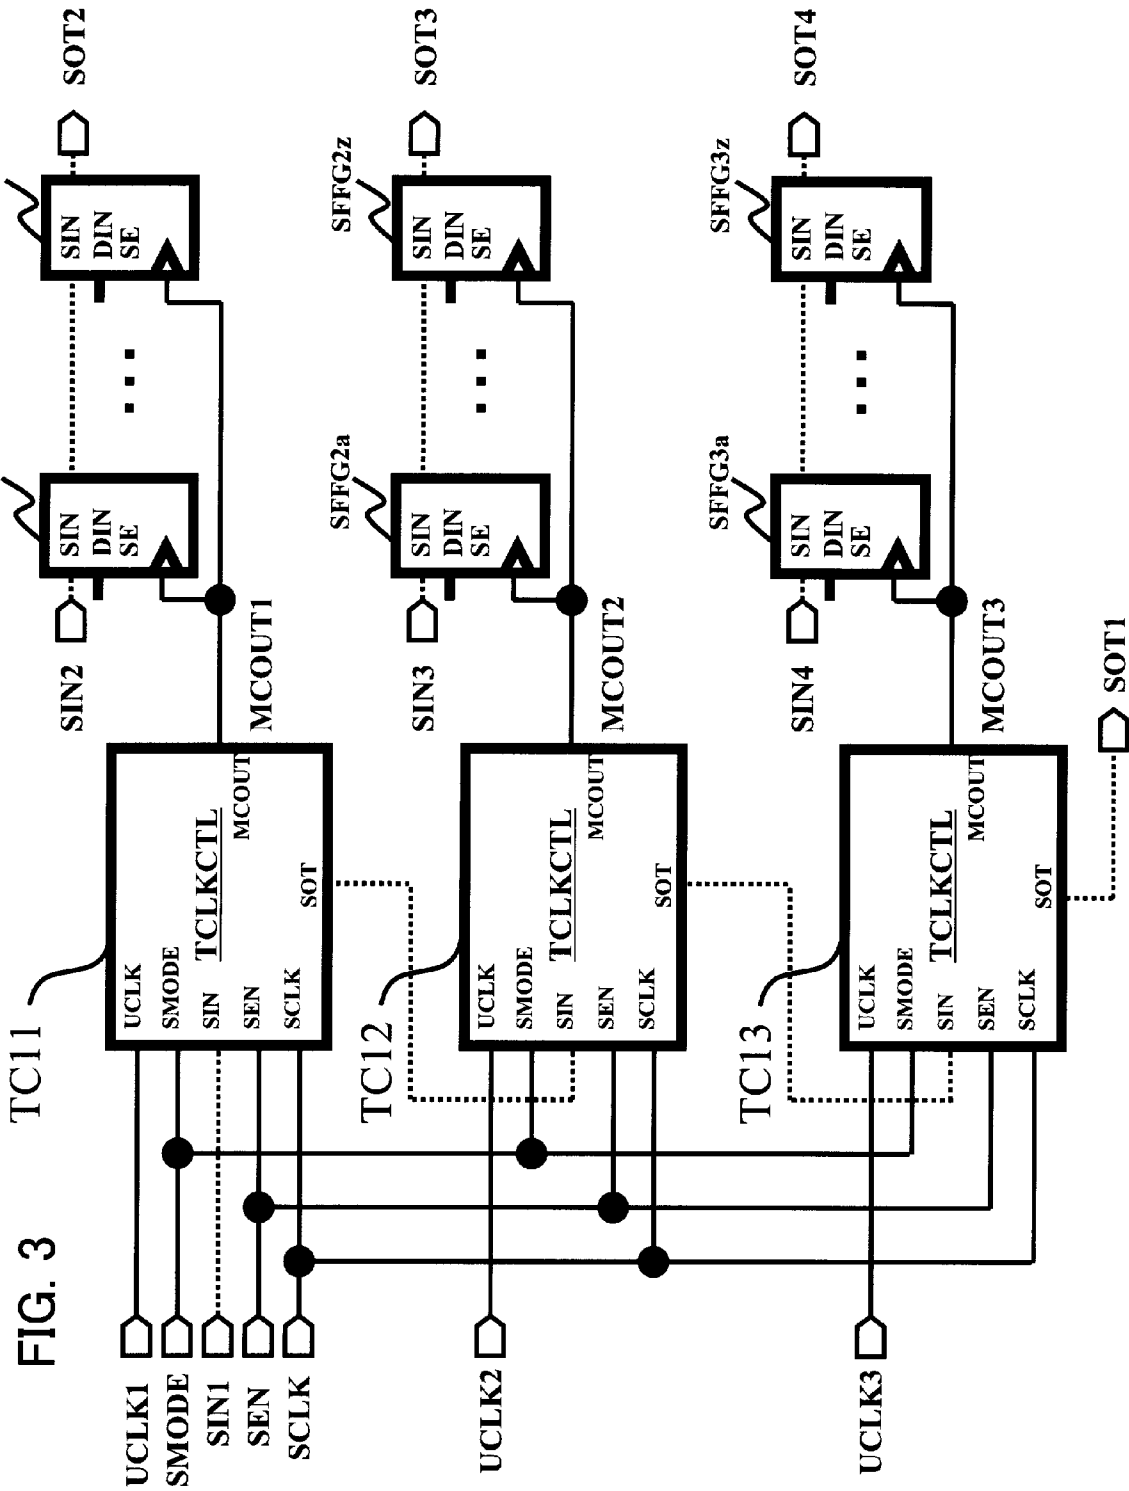 FIG. 3
UCLK1
SMODE
SIN1
SEN
SCLK
UCLK2
UCLK3
TC11
UCLK
SMODE
SIN
SEN
SCLK
TCLKCTL
MCOUT
SOT
MCOUT1
SIN2
SIN
DIN
SE
SIN
DIN
SE
SOT2
TC12
UCLK
SMODE
SIN
SEN
SCLK
TCLKCTL
MCOUT
SOT
MCOUT2
SIN3
SFFG2a
SIN
DIN
SE
SFFG2z
SIN
DIN
SE
SOT3
TC13
UCLK
SMODE
SIN
SEN
SCLK
TCLKCTL
MCOUT
SOT
MCOUT3
SIN4
SFFG3a
SIN
DIN
SE
SFFG3z
SIN
DIN
SE
SOT4
SOT1